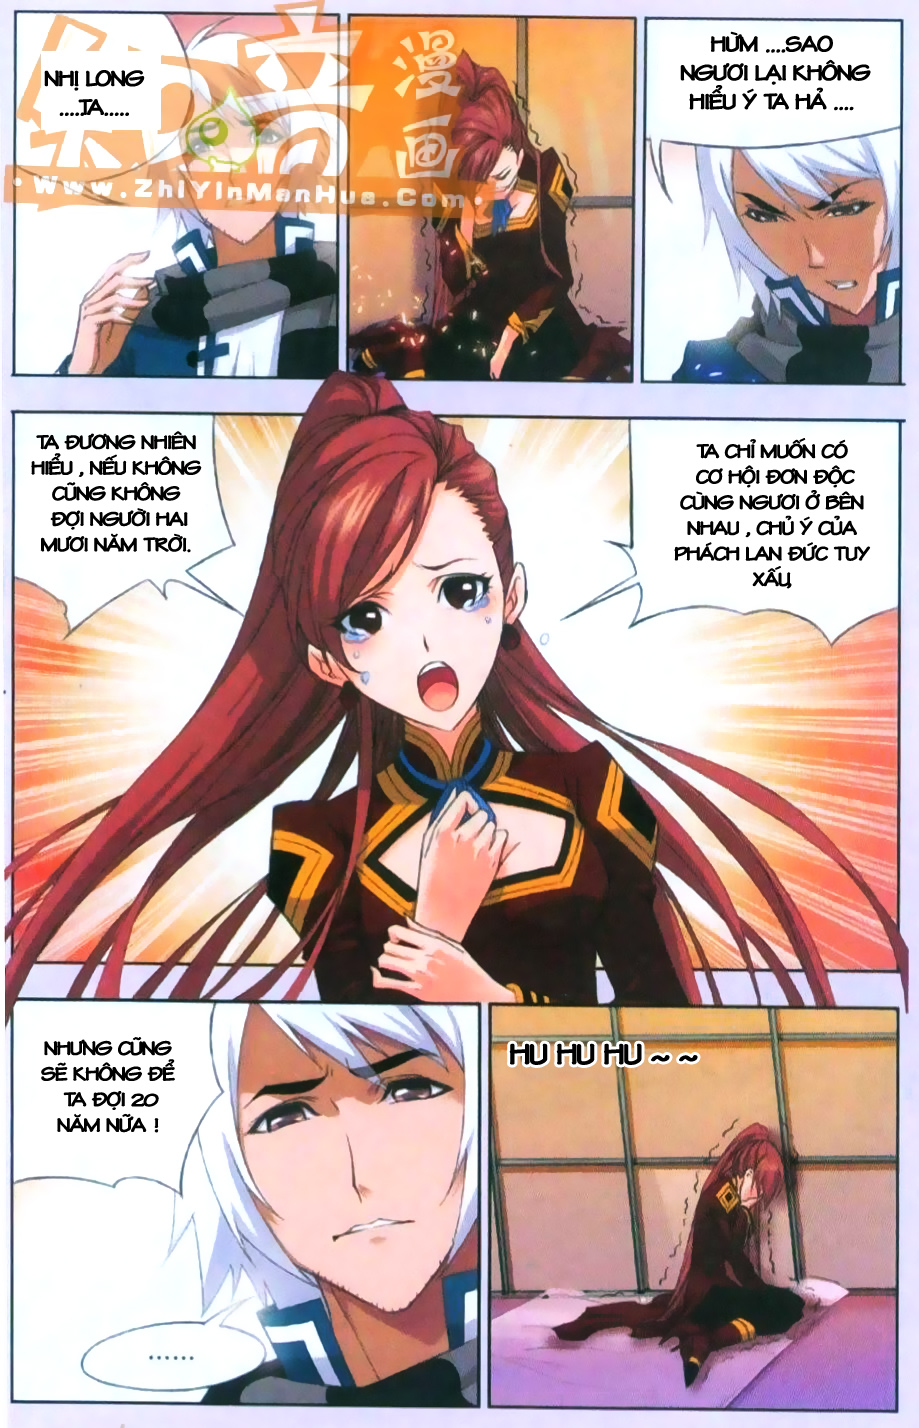 NHỊ LONG
.....TA.....
知音
漫画
www.ZhiYinManHua.Com
HỪM ....SAO
NGƯƠI LẠI KHÔNG
HIỂU Ý TA HẢ ....
TA ĐƯƠNG NHIÊN
HIỂU , NẾU KHÔNG
CŨNG KHÔNG
ĐỢI NGƯỜI HAI
MƯƠI NĂM TRỜI.
TA CHỈ MUỐN CÓ
CƠ HỘI ĐƠN ĐỘC
CÙNG NGƯƠI Ở BÊN
NHAU , CHỦ Ý CỦA
PHÁCH LAN ĐỨC TUY
XẤU,
NHƯNG CŨNG
SẼ KHÔNG ĐỂ
TA ĐỢI 20
NĂM NỮA !
......
HU HU HU ~ ~